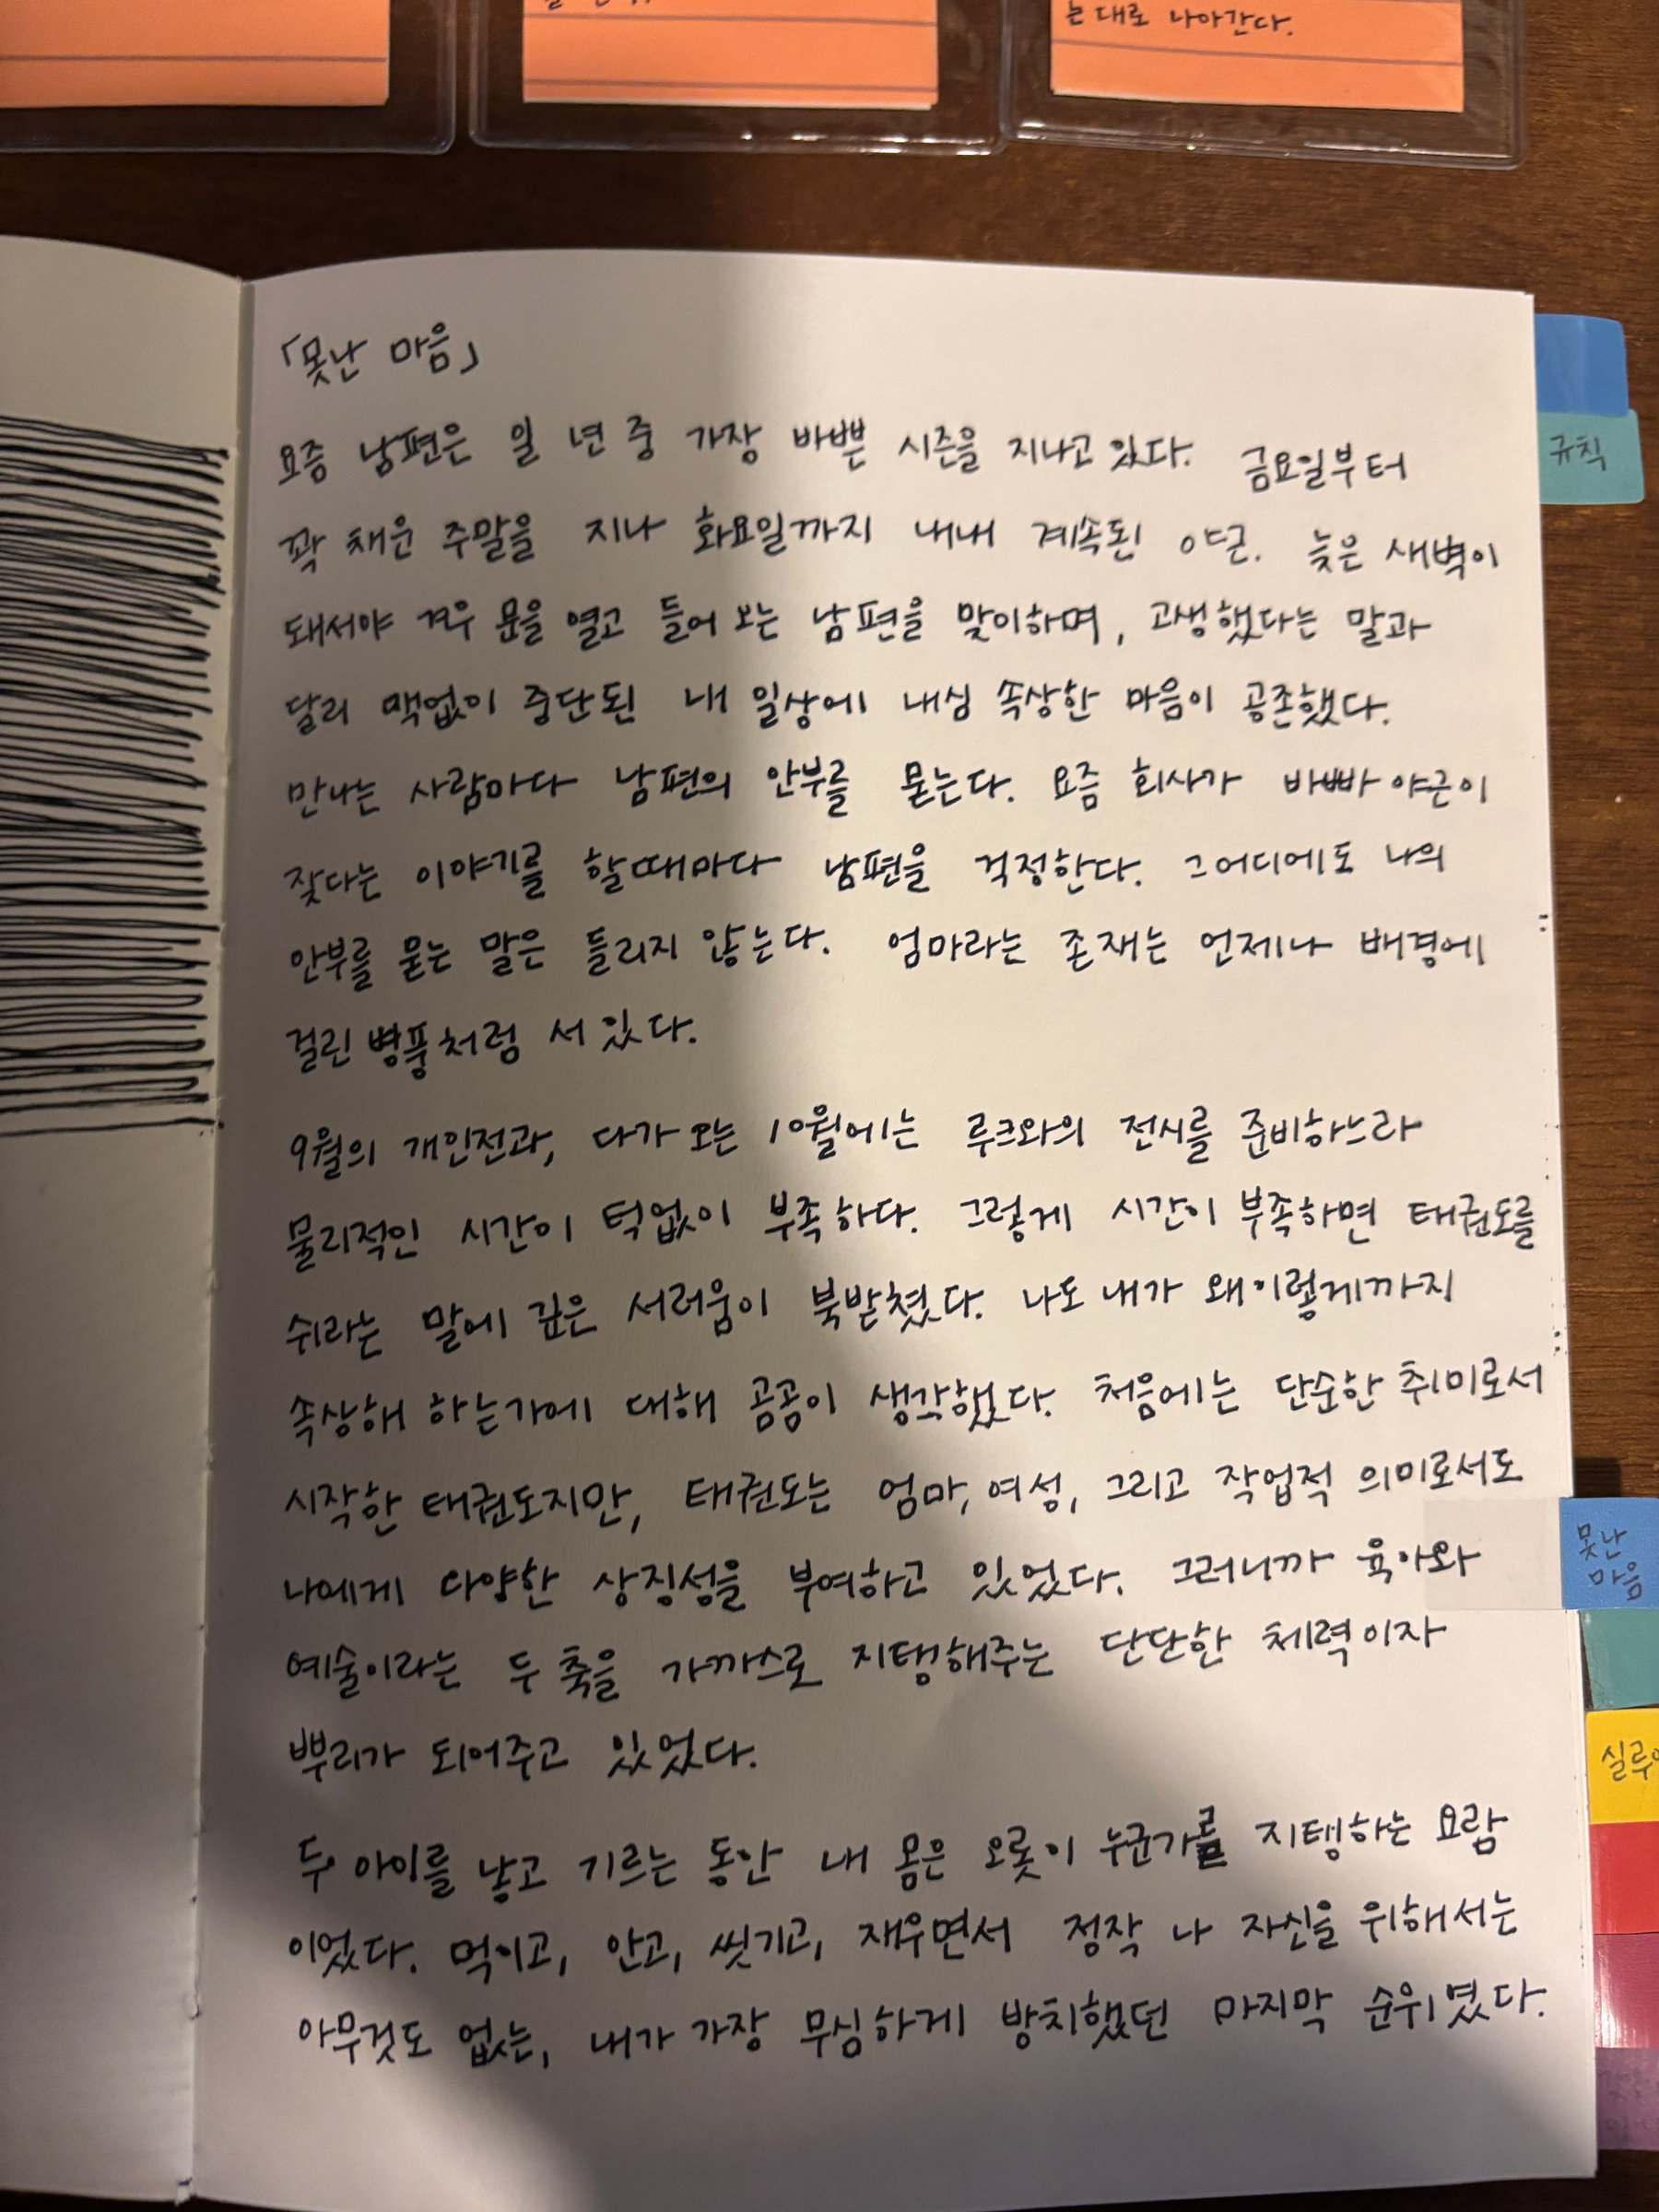 는대로 나아간다.
「못난 마음」
요즘 남편은 일 년 중 가장 바쁜 시즌을 지나고 있다. 금요일부터
꽉 채운 주말을 지나 화요일까지 내내 계속된 야근. 늦은 새벽이
돼서야 겨우 문을 열고 들어 오는 남편을 맞이하며, 고생했다는 말과
달리 맥없이 중단된 내 일상에 내심 속상한 마음이 공존했다.
만나는 사람마다 남편의 안부를 묻는다. 요즘 회사가 바빠 야근이
잦다는 이야기를 할때마다 남편을 걱정한다. 그어디에도 나의
안부를 묻는 말은 들리지 않는다. 엄마라는 존재는 언제나 배경에
걸린 병풍처럼 서 있다.
9월의 개인전과, 다가 오는 10월에는 루크와의 전시를 준비하느라
물리적인 시간이 턱없이 부족하다. 그렇게 시간이 부족하면 태권도를
쉬라는 말에 깊은 서러움이 북받쳤다. 나도 내가 왜이렇게까지
속상해 하는가에 대해 곰곰이 생각했다. 처음에는 단순한 취미로서
시작한 태권도지만, 태권도는 엄마, 여성, 그리고 작업적 의미로서도
나에게 다양한 상징성을 부여하고 있었다. 그러니까 육아와
예술이라는 두 축을 가까스로 지탱해주는 단단한 체력이자
뿌리가 되어주고 있었다.
두 아이를 낳고 기르는 동안 내 몸은 오롯이 누군가를 지탱하는 요람
이었다. 먹이고, 안고, 씻기고, 재우면서 정작 나 자신을 위해서는
아무것도 없는, 내가 가장 무심하게 방치했던 마지막 순위였다.
규칙
못난
마음
실루